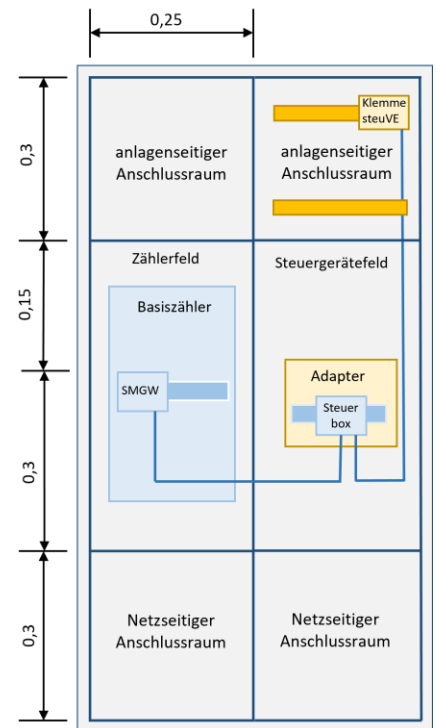 0,25
0,3
anlagenseitiger
Anschlussraum
Klemme
steuVE
anlagenseitiger
Anschlussraum
0,15
Zählerfeld
Basiszähler
SMGW
Steuergerätefeld
Adapter
Steuer
box
0,3
0,3
Netzseitiger
Anschlussraum
Netzseitiger
Anschlussraum